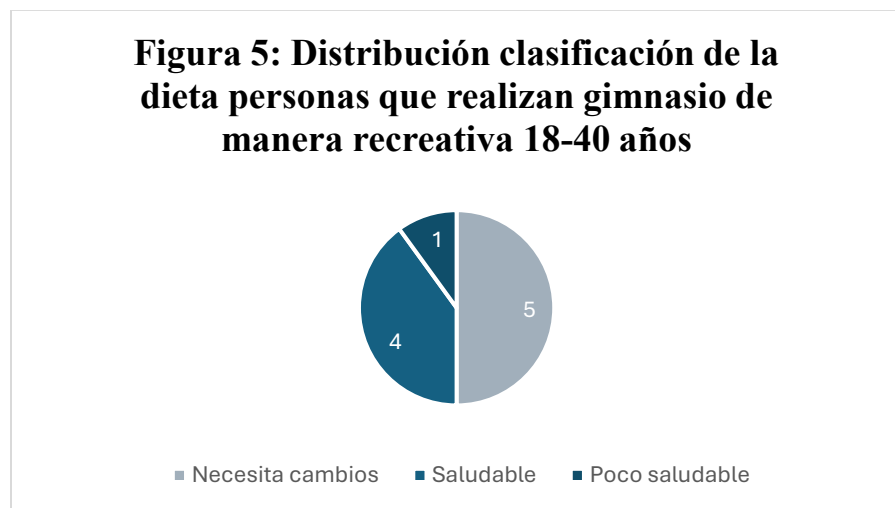 Figura 5: Distribución clasificación de la
dieta personas que realizan gimnasio de
manera recreativa 18-40 años
1
5
4
Necesita cambios
Saludable
Poco saludable